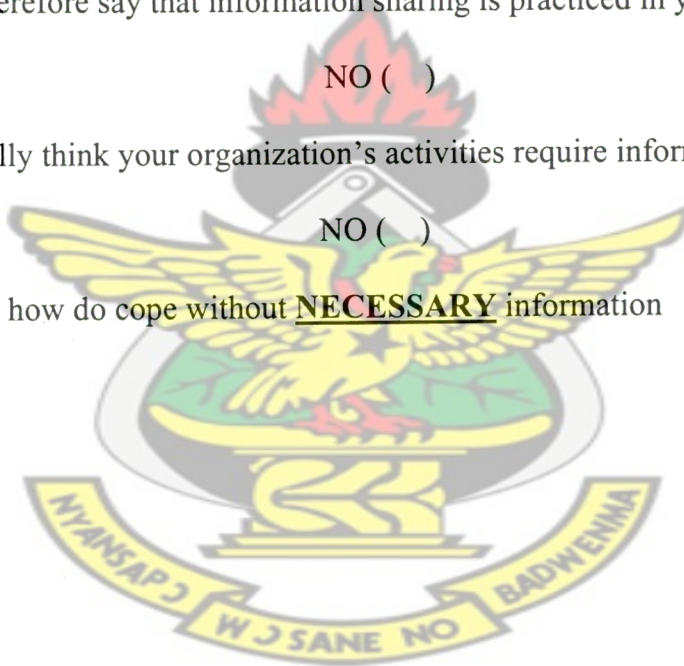 erefore say that information sharing is practiced in y
NO ( )
lly think your organization's activities require infor
NO ( )
how do cope without NECESSARY information
NYANSAPƆ WƆSANE NO BADWENMA